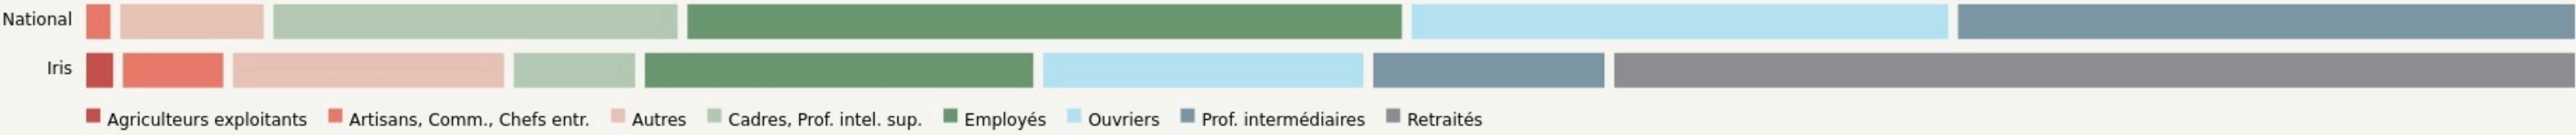 National
Iris
Agriculteurs exploitants Artisans, Comm., Chefs entr. Autres Cadres, Prof. intel. sup. Employés Ouvriers Prof. intermédiaires Retraités